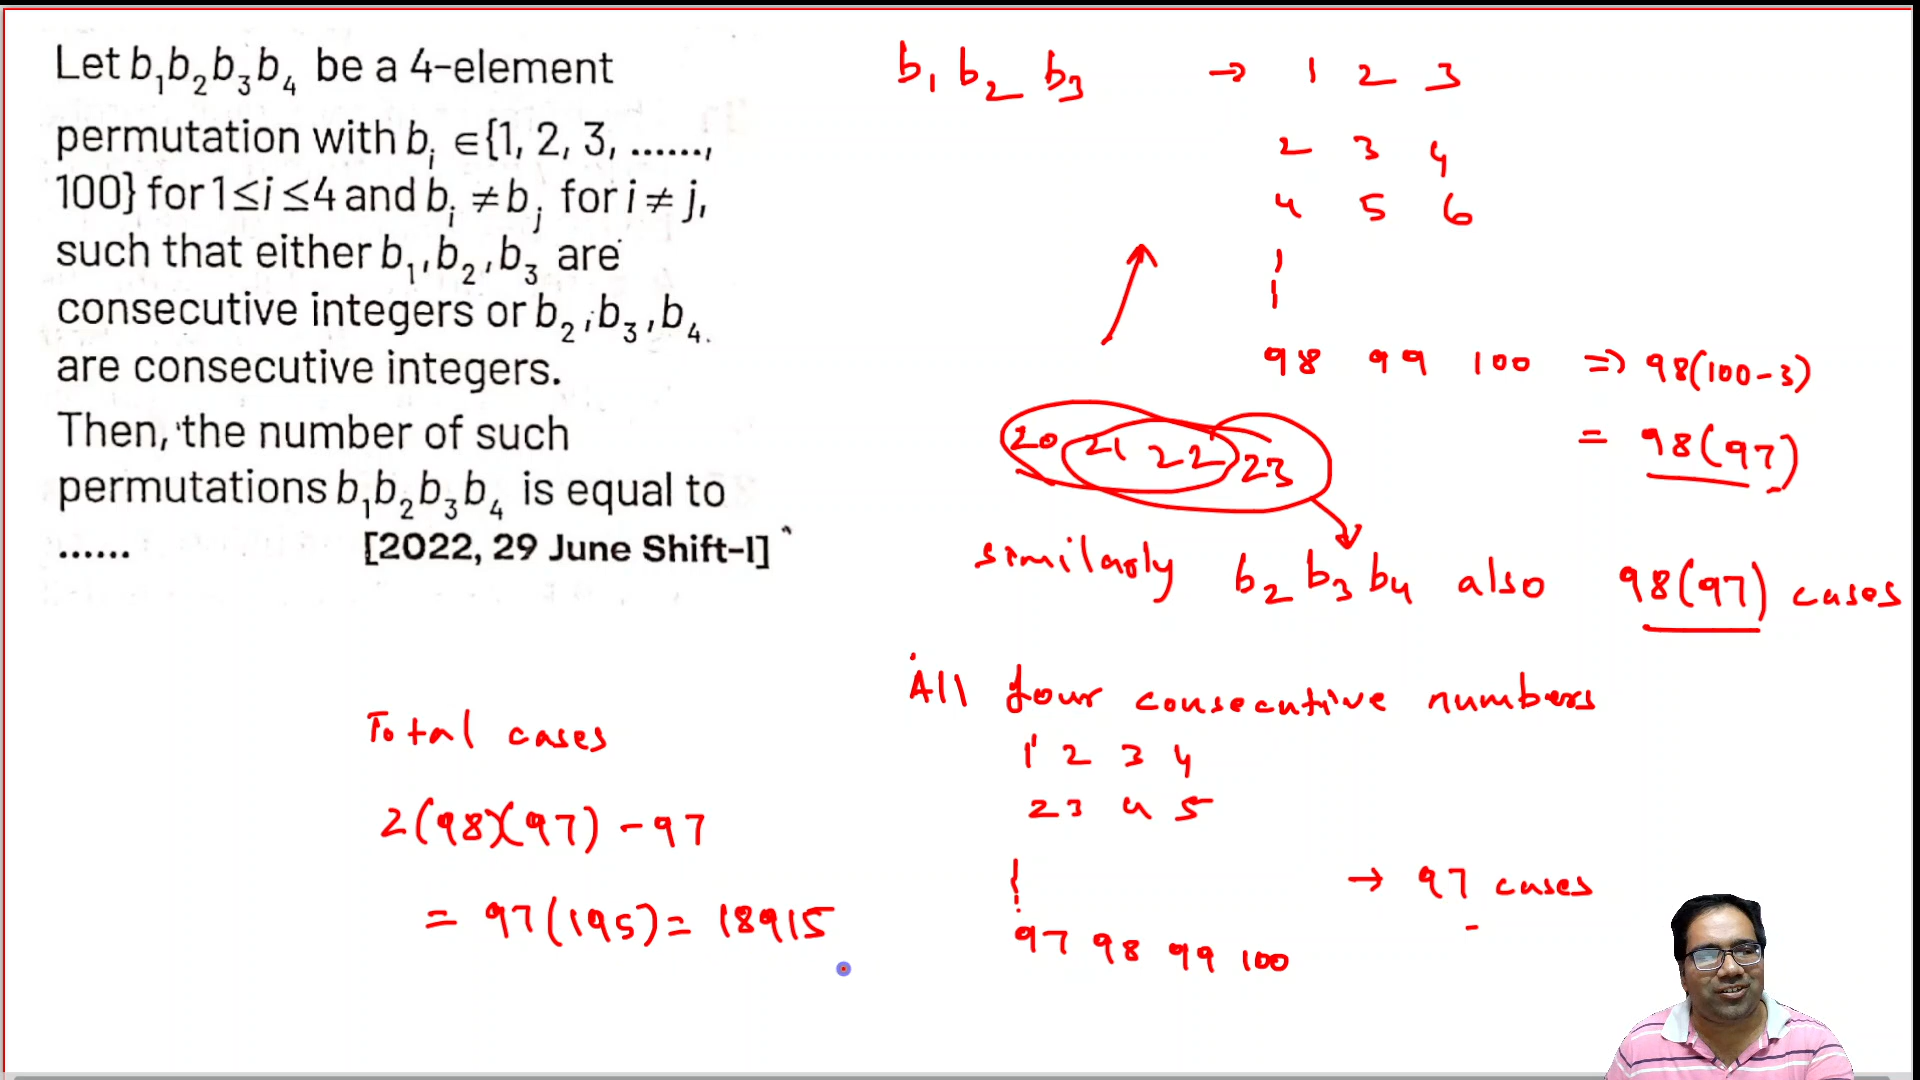 Let b₁b₂b₃b₄ be a 4-element
permutation with bᵢ ∈{1, 2, 3, ......,
100} for 1≤i≤4 and bᵢ ≠bⱼ for i≠ j,
such that either b₁,b₂,b₃ are
consecutive integers or b₂,b₃,b₄.
are consecutive integers.
Then, the number of such
permutations b₁b₂b₃b₄ is equal to
...... [2022, 29 June Shift-I]
b₁ b₂ b₃ → 1 2 3
2 3 4
4 5 6
98 99 100 ⇒ 98(100-3)
= 98(97)
20 21 22 23
similarly b₂ b₃ b₄ also 98(97) cases
All four consecutive numbers
1 2 3 4
2 3 4 5
→ 97 cases
97 98 99 100
Total cases
2(98)(97) - 97
= 97(195) = 18915